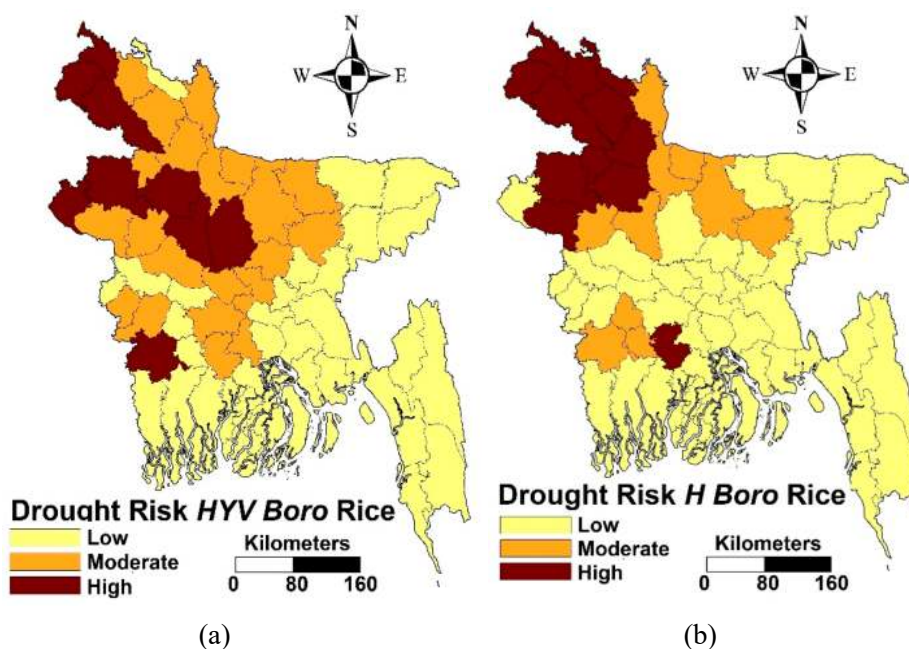 N
W E
S
Drought Risk HYV Boro Rice
Low
Moderate
High
Kilometers
0 80 160
(a)
N
W E
S
Drought Risk H Boro Rice
Low
Moderate
High
Kilometers
0 80 160
(b)